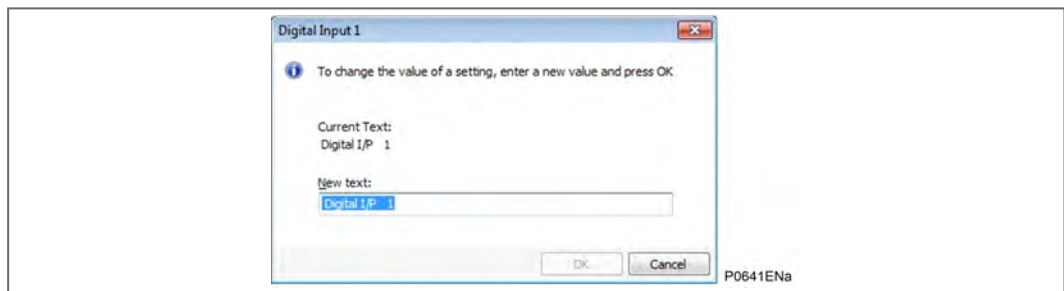 Digital Input 1
To change the value of a setting, enter a new value and press OK
Current Text:
Digital I/P 1
New text:
Digital I/P 1
OK Cancel
P0641ENa